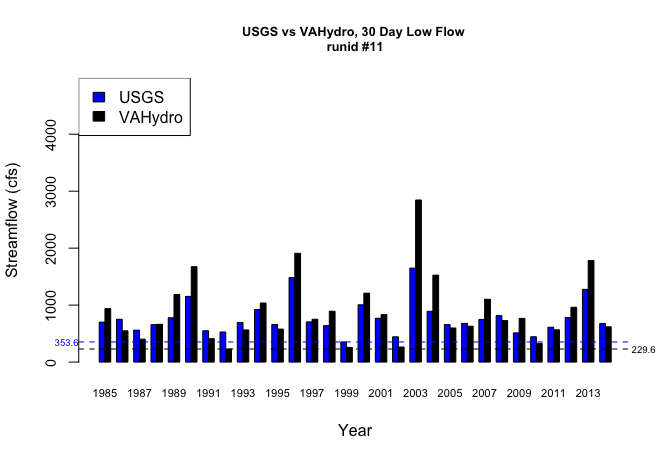 USGS vs VAHydro, 30 Day Low Flow
runid #11
USGS
VAHydro
Streamflow (cfs)
4000
3000
2000
1000
0
353.6
229.6
1985 1987 1989 1991 1993 1995 1997 1999 2001 2003 2005 2007 2009 2011 2013
Year